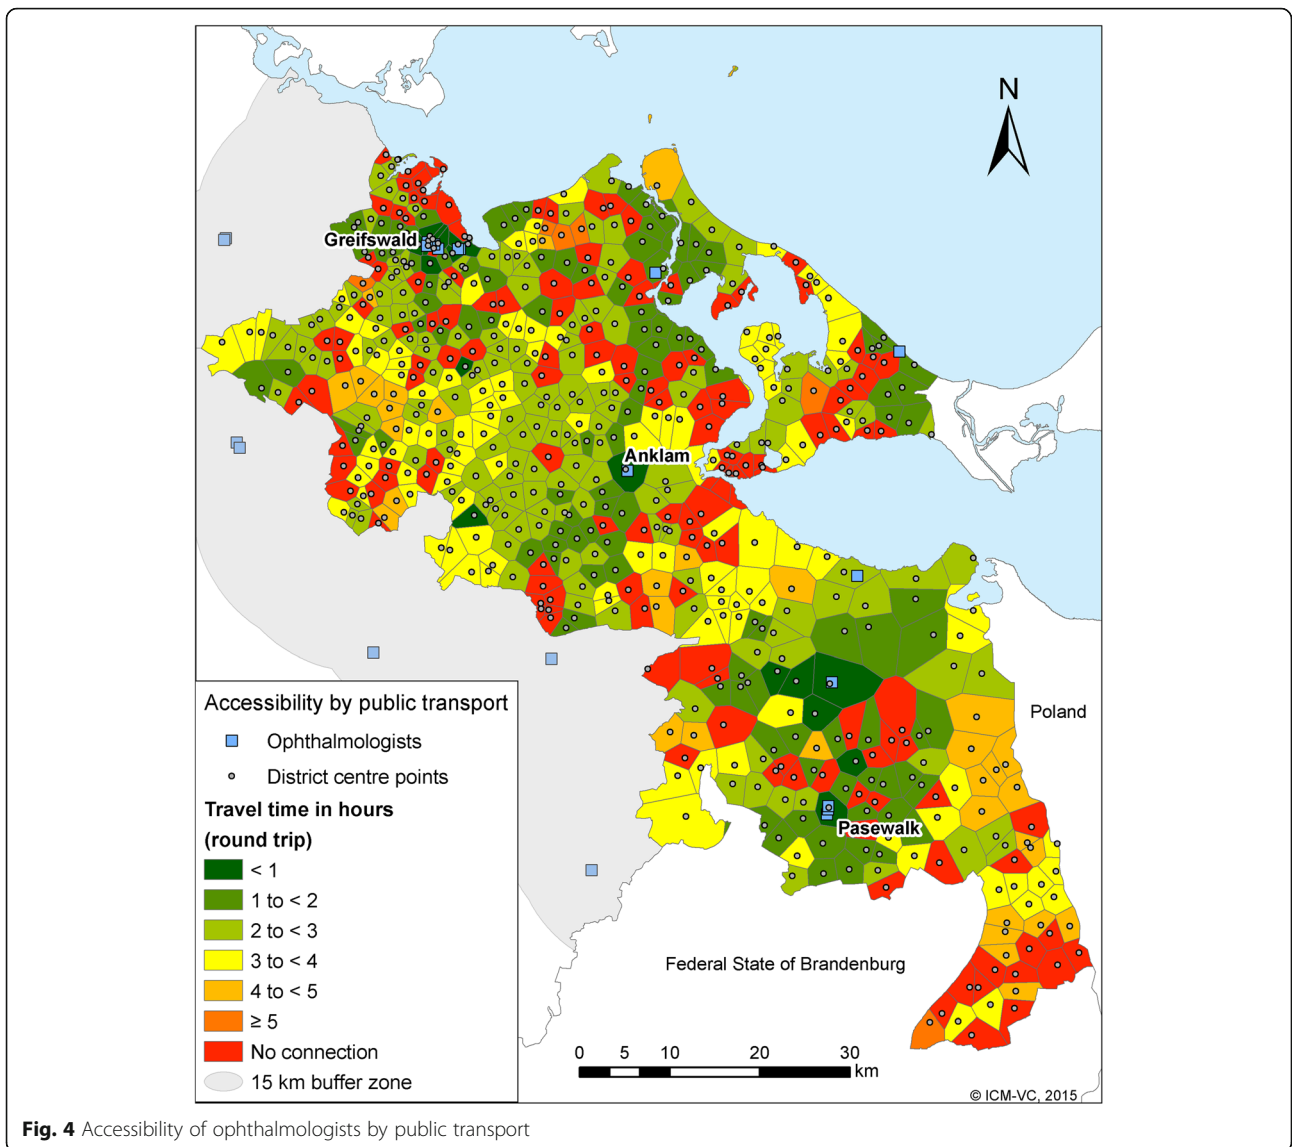 N
Greifswald
Anklam
Poland
Pasewalk
Federal State of Brandenburg
Accessibility by public transport
Ophthalmologists
District centre points
Travel time in hours
(round trip)
< 1
1 to < 2
2 to < 3
3 to < 4
4 to < 5
≥ 5
No connection
15 km buffer zone
0 5 10 20 30
km
© ICM-VC, 2015
Fig. 4 Accessibility of ophthalmologists by public transport